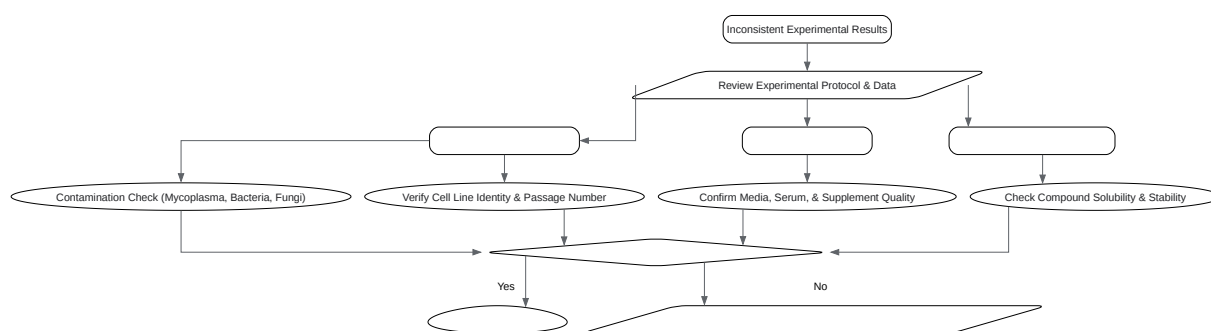 Inconsistent Experimental Results
Review Experimental Protocol & Data
Contamination Check (Mycoplasma, Bacteria, Fungi)
Verify Cell Line Identity & Passage Number
Confirm Media, Serum, & Supplement Quality
Check Compound Solubility & Stability
Yes
No